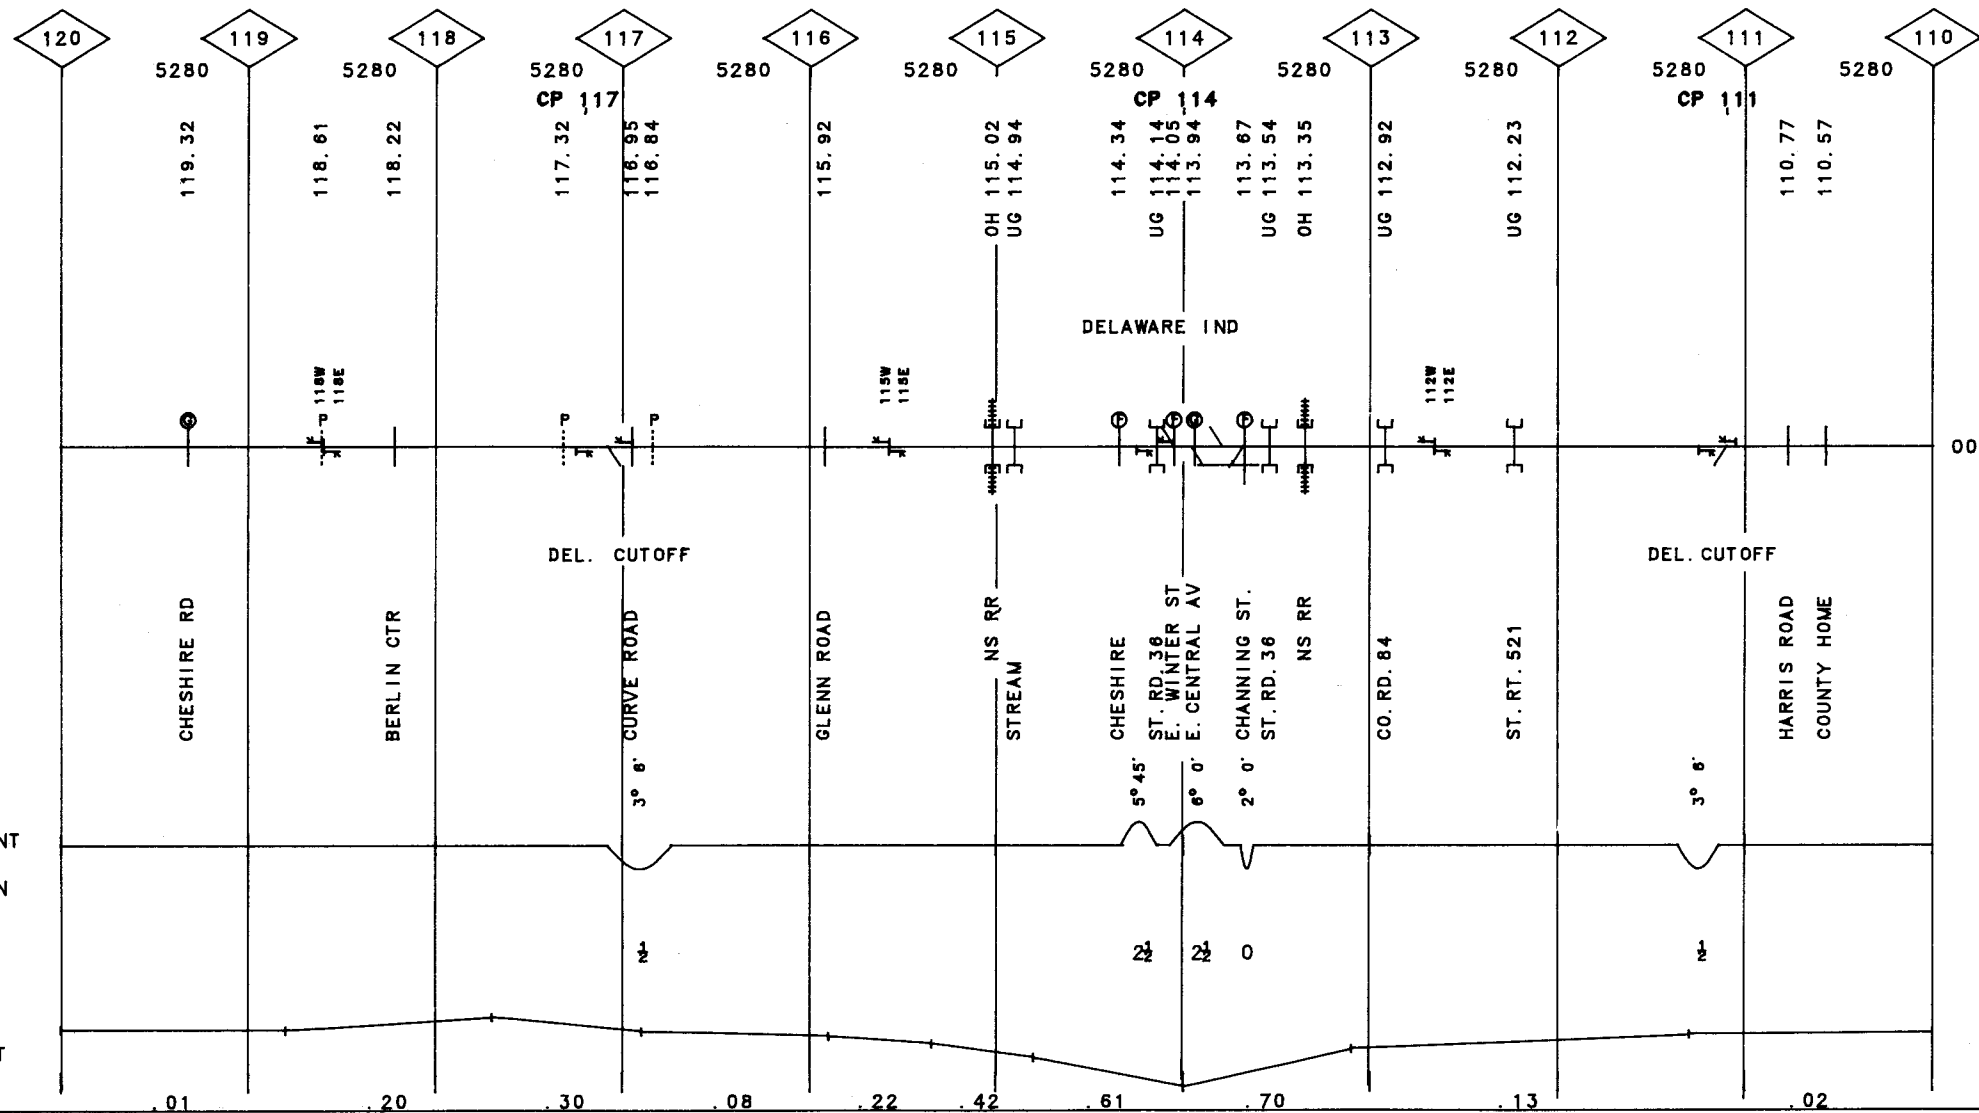 120 119 118 117 116 115 114 113 112 111 110
5280 5280 5280 5280 5280 5280 5280 5280 5280 5280
CP 117 CP 114 CP 111
119.32
118.61
118.22
117.32
116.95
116.84
115.92
OH 115.02
UG 114.94
114.34
UG 114.14
114.05
113.94
113.67
UG 113.54
OH 113.35
UG 112.92
UG 112.23
110.77
110.57
DELAWARE IND
118W
118E
115W
115E
112W
112E
G P P P F F G F
00
DEL. CUTOFF DEL. CUTOFF
CHESHIRE RD
BERLIN CTR
CURVE ROAD
GLENN ROAD
NS RR
STREAM
CHESHIRE
ST. RD. 36
E. WINTER ST
E. CENTRAL AV
CHANNING ST.
ST. RD. 36
NS RR
CO. RD. 84
ST. RT. 521
HARRIS ROAD
COUNTY HOME
3° 6' 5° 45' 6° 0' 2° 0' 3° 6'
NT
N
½ 2½ 2½ 0 ½
T
.01 .20 .30 .08 .22 .42 .61 .70 .13 .02